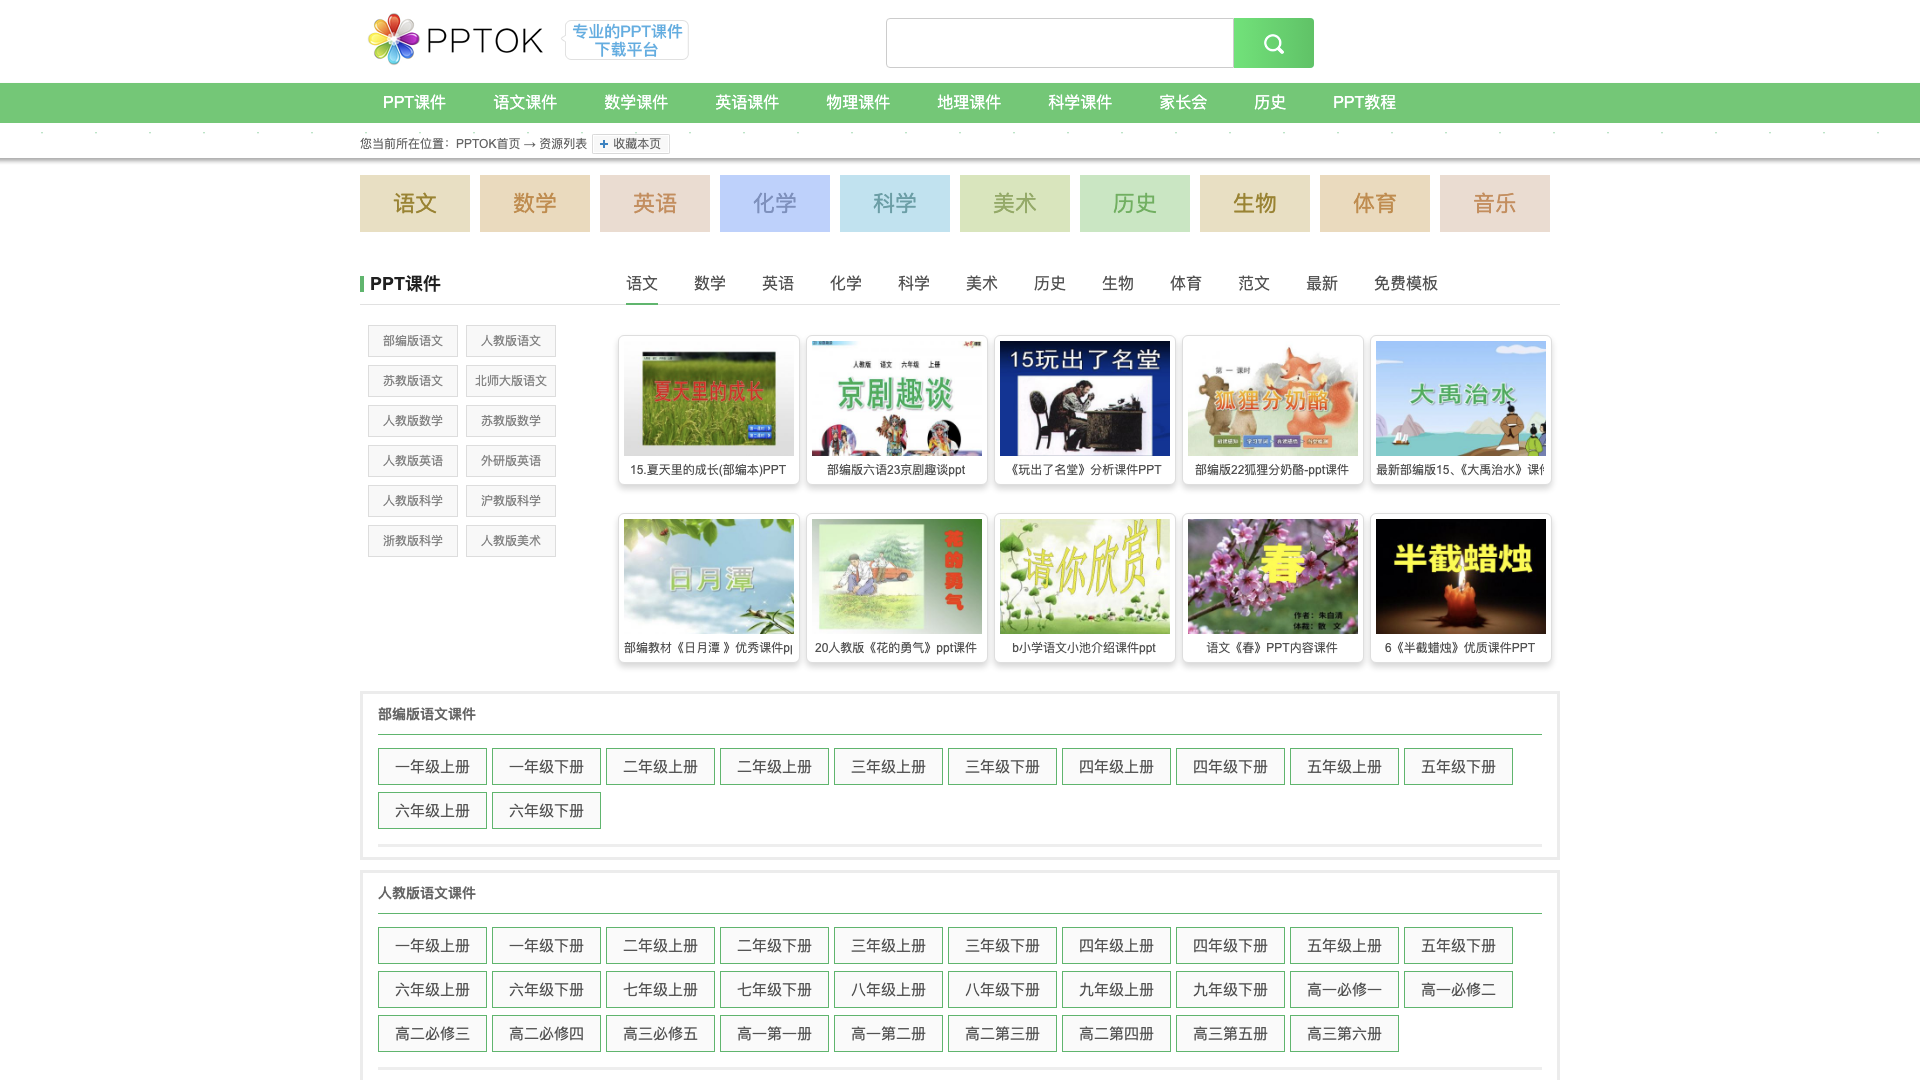 PPTOK
专业的PPT课件
下载平台
PPT课件 语文课件 数学课件 英语课件 物理课件 地理课件 科学课件 家长会 历史 PPT教程
您当前所在位置：PPTOK首页 → 资源列表 收藏本页
语文 数学 英语 化学 科学 美术 历史 生物 体育 音乐
PPT课件
语文 数学 英语 化学 科学 美术 历史 生物 体育 范文 最新 免费模板
部编版语文 人教版语文
苏教版语文 北师大版语文
人教版数学 苏教版数学
人教版英语 外研版英语
人教版科学 沪教版科学
浙教版科学 人教版美术
夏天里的成长
人教版 语文 六年级 上册
京剧趣谈
15玩出了名堂
第一课时
狐狸分奶酪
大禹治水
15.夏天里的成长(部编本)PPT 部编版六语23京剧趣谈ppt 《玩出了名堂》分析课件PPT 部编版22狐狸分奶酪-ppt课件 最新部编版15、《大禹治水》课件
日月潭
花的勇气
请你欣赏！
春
作者：朱自清
体裁：散 文
半截蜡烛
部编教材《日月潭 》优秀课件pp 20人教版《花的勇气》ppt课件 b小学语文小池介绍课件ppt 语文《春》PPT内容课件 6《半截蜡烛》优质课件PPT
部编版语文课件
一年级上册 一年级下册 二年级上册 二年级上册 三年级上册 三年级下册 四年级上册 四年级下册 五年级上册 五年级下册
六年级上册 六年级下册
人教版语文课件
一年级上册 一年级下册 二年级上册 二年级下册 三年级上册 三年级下册 四年级上册 四年级下册 五年级上册 五年级下册
六年级上册 六年级下册 七年级上册 七年级下册 八年级上册 八年级下册 九年级上册 九年级下册 高一必修一 高一必修二
高二必修三 高二必修四 高三必修五 高一第一册 高一第二册 高二第三册 高二第四册 高三第五册 高三第六册